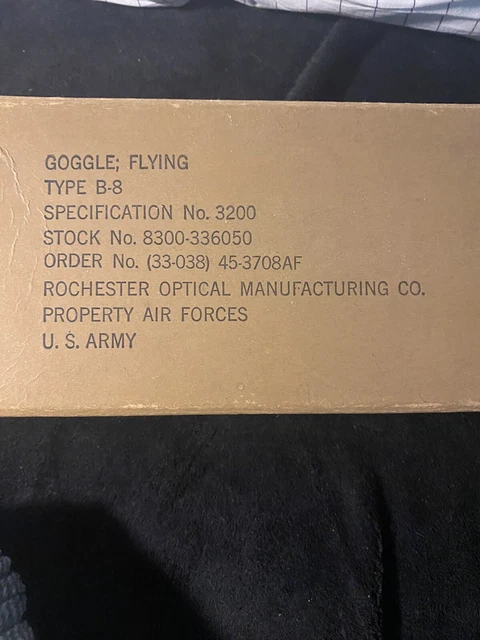 GOGGLE; FLYING
TYPE B-8
SPECIFICATION No. 3200
STOCK No. 8300-336050
ORDER No. (33-038) 45-3708AF
ROCHESTER OPTICAL MANUFACTURING CO.
PROPERTY AIR FORCES
U. S. ARMY